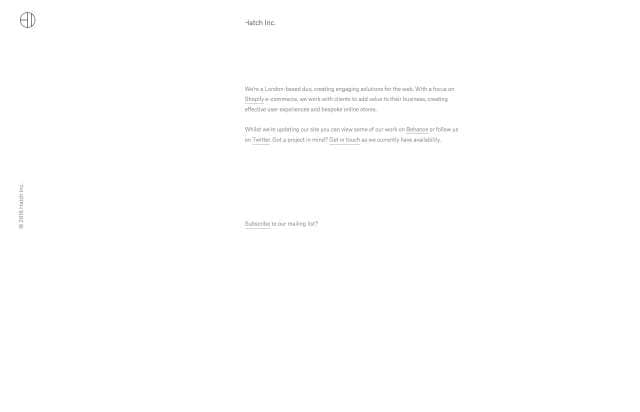 Hatch Inc.
We're a London-based duo, creating engaging solutions for the web. With a focus on
Shopify e-commerce, we work with clients to add value to their business, creating
effective user experiences and bespoke online stores.
Whilst we're updating our site you can view some of our work on Behance or follow us
on Twitter. Got a project in mind? Get in touch as we currently have availability.
© 2016 Hatch Inc.
Subscribe to our mailing list?